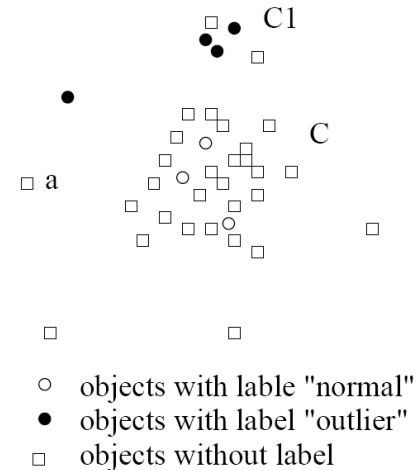 C1
C
a
objects with lable "normal"
objects with label "outlier"
objects without label